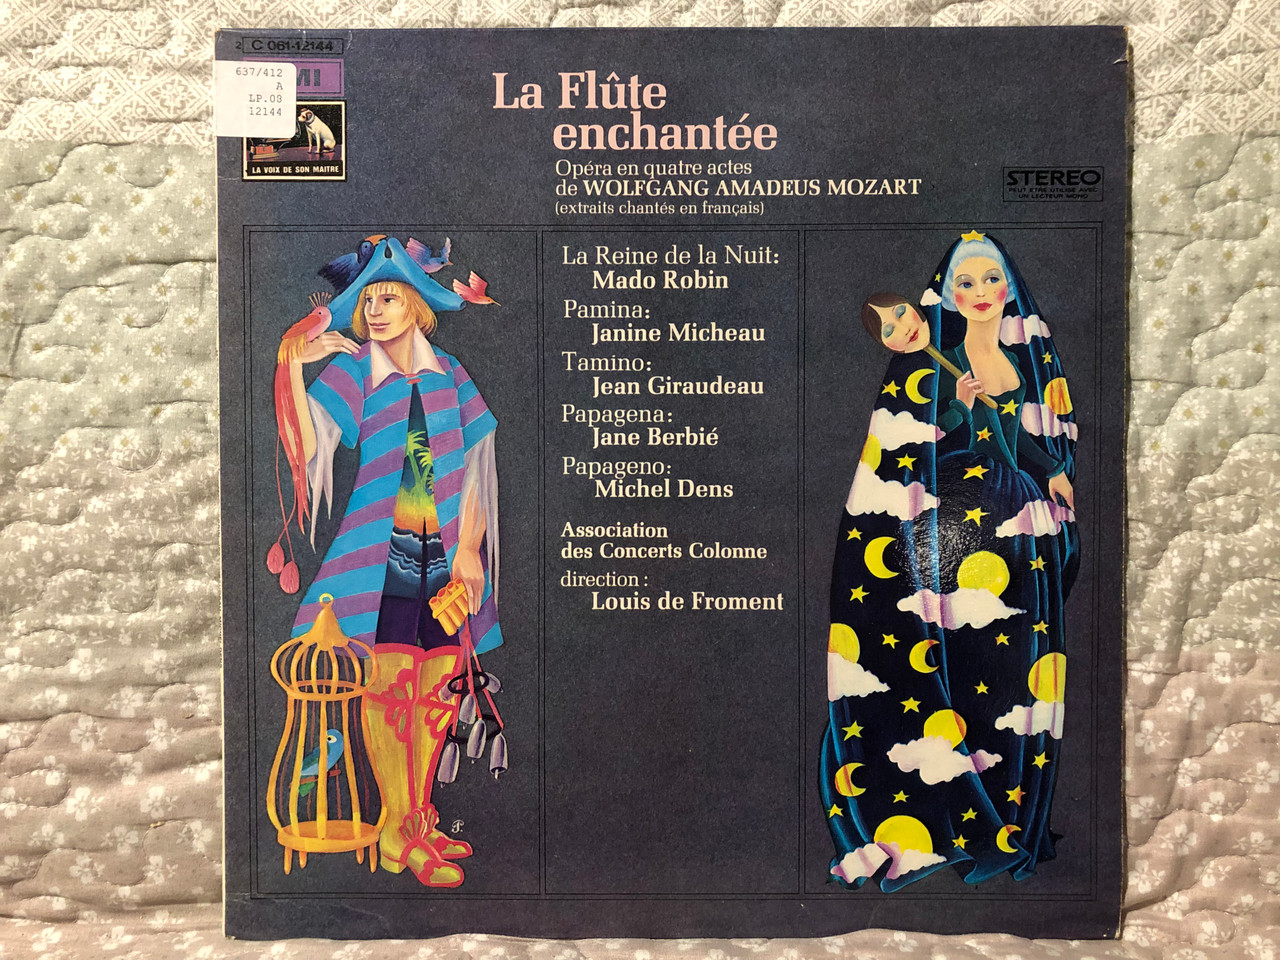 2 C 061-12144
637/412
A
LP.03
12144
MI
LA VOIX DE SON MAITRE
La Flûte
enchantée
Opéra en quatre actes
de WOLFGANG AMADEUS MOZART
(extraits chantés en français)
STEREO
PEUT ETRE UTILISE AVEC
UN LECTEUR MONO
La Reine de la Nuit:
Mado Robin
Pamina:
Janine Micheau
Tamino:
Jean Giraudeau
Papagena:
Jane Berbié
Papageno:
Michel Dens
Association
des Concerts Colonne
direction:
Louis de Froment